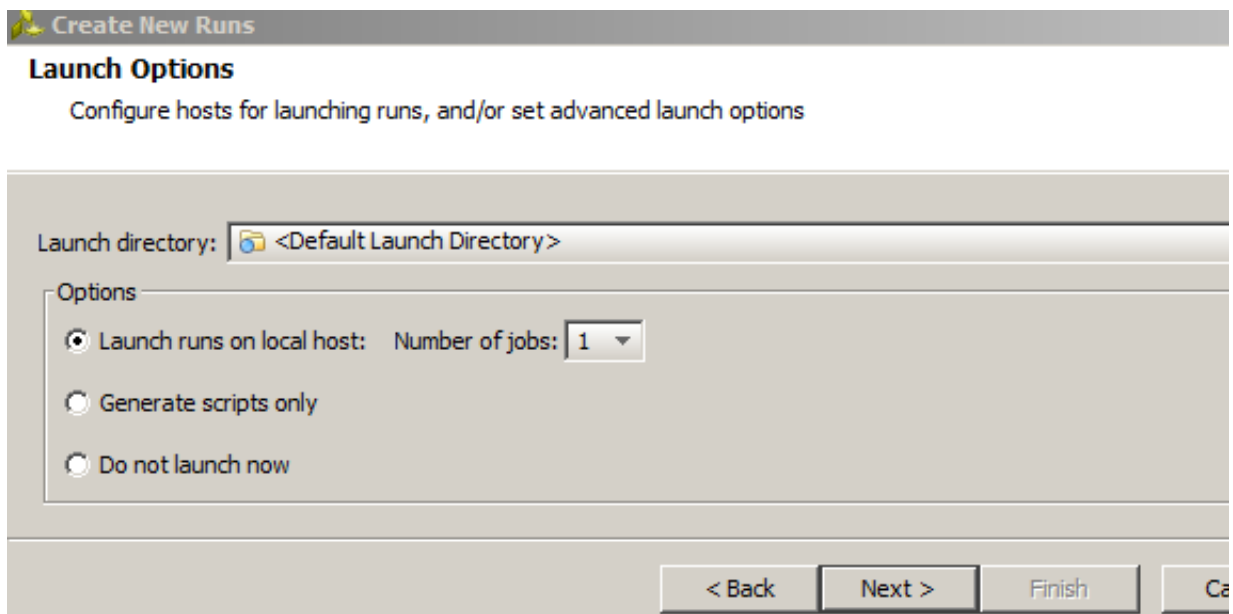 Create New Runs
Launch Options
Configure hosts for launching runs, and/or set advanced launch options
Launch directory: <Default Launch Directory>
Options
Launch runs on local host: Number of jobs: 1
Generate scripts only
Do not launch now
< Back Next > Finish Ca